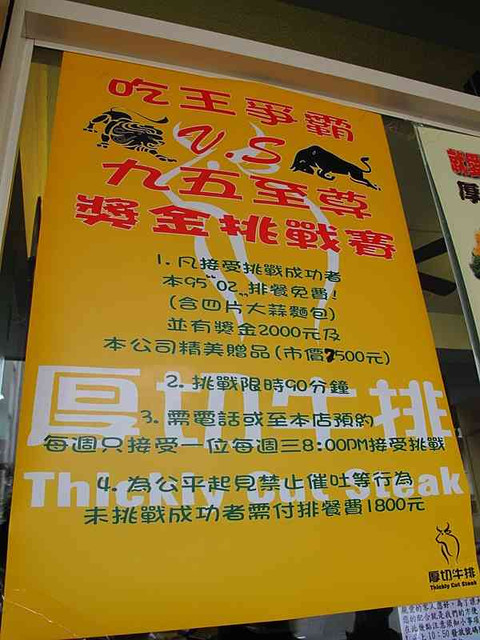 吃王爭霸
V.S
九五至尊
獎金挑戰賽
1. 凡接受挑戰成功者
本95"02"排餐免費!
(含四片大蒜麵包)
並有獎金2000元及
本公司精美贈品(市價7500元)
2. 挑戰限時90分鐘
3. 需電話或至本店預約
每週只接受一位每週三8:00PM接受挑戰
4. 為公平起見禁止催吐等行為
未挑戰成功者需付排餐費1800元
厚切牛排
Thickly Cut Steak
厚切牛排
Thickly Cut Steak
厚